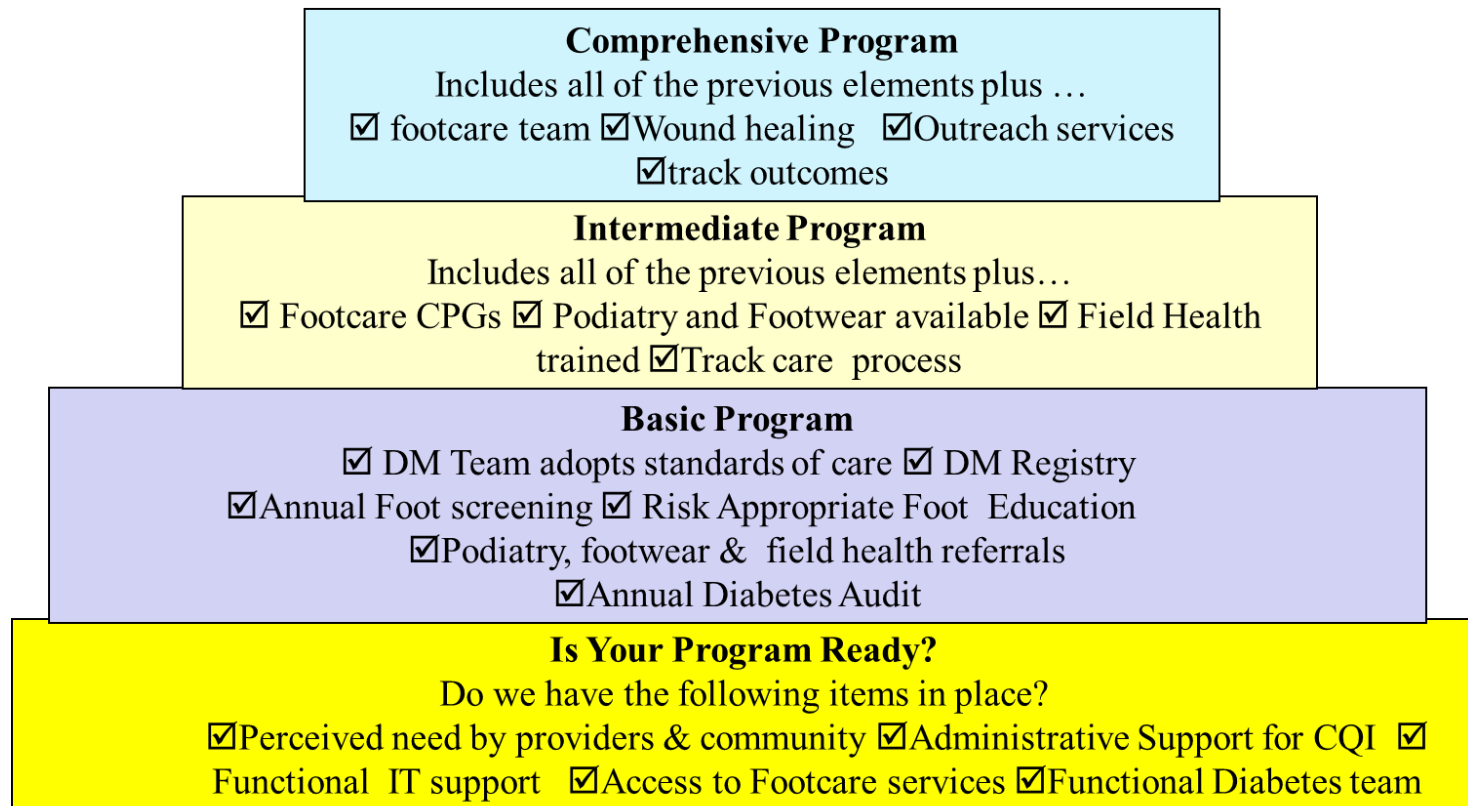 Comprehensive Program
Includes all of the previous elements plus …
☑ footcare team ☑Wound healing ☑Outreach services
☑track outcomes
Intermediate Program
Includes all of the previous elements plus…
☑ Footcare CPGs ☑ Podiatry and Footwear available ☑ Field Health
trained ☑Track care process
Basic Program
☑ DM Team adopts standards of care ☑ DM Registry
☑Annual Foot screening ☑ Risk Appropriate Foot Education
☑Podiatry, footwear & field health referrals
☑Annual Diabetes Audit
Is Your Program Ready?
Do we have the following items in place?
☑Perceived need by providers & community ☑Administrative Support for CQI ☑
Functional IT support ☑Access to Footcare services ☑Functional Diabetes team